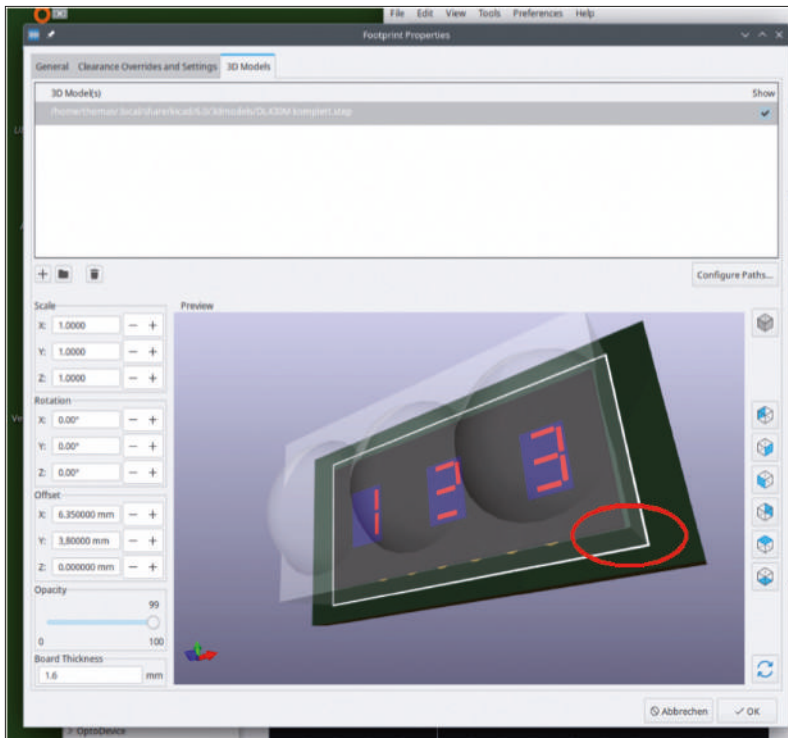 File Edit View Tools Preferences Help
Footprint Properties
General Clearance Overrides and Settings 3D Models
3D Model(s) Show
Configure Paths...
Scale
X: 1.0000 − +
Y: 1.0000 − +
Z: 1.0000 − +
Rotation
X: 0.00° − +
Y: 0.00° − +
Z: 0.00° − +
Offset
X: 6.350000 mm − +
Y: 3,80000 mm − +
Z: 0.000000 mm − +
Opacity
99
0 100
Board Thickness
1.6 mm
Preview
1 2 3
Abbrechen OK
> OptoDevice